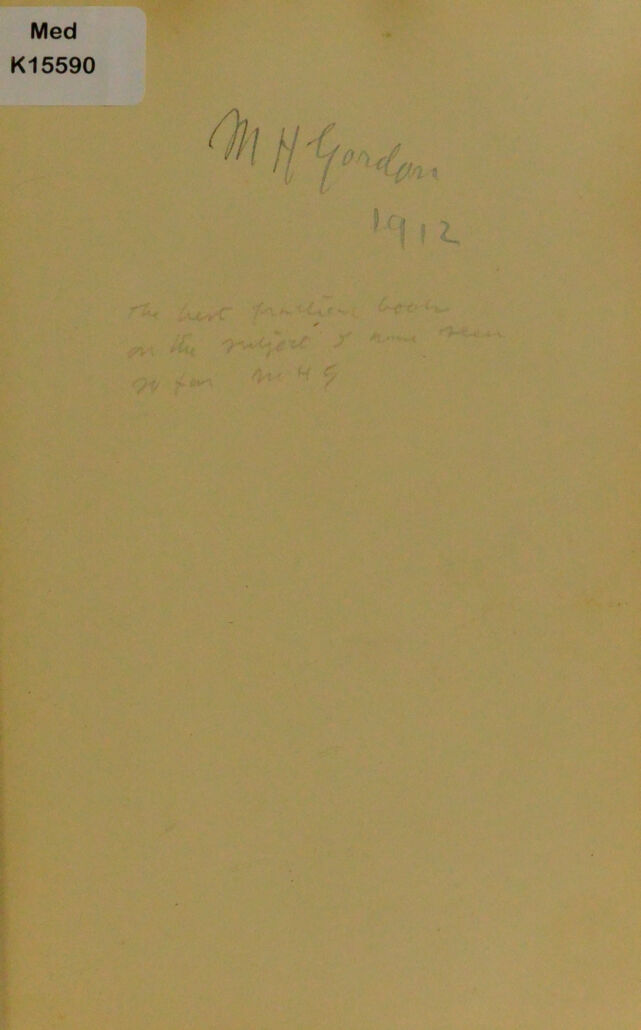 Med
K15590
M H Gordon
1912
The best practical book
on the subject I have seen
so far M H G